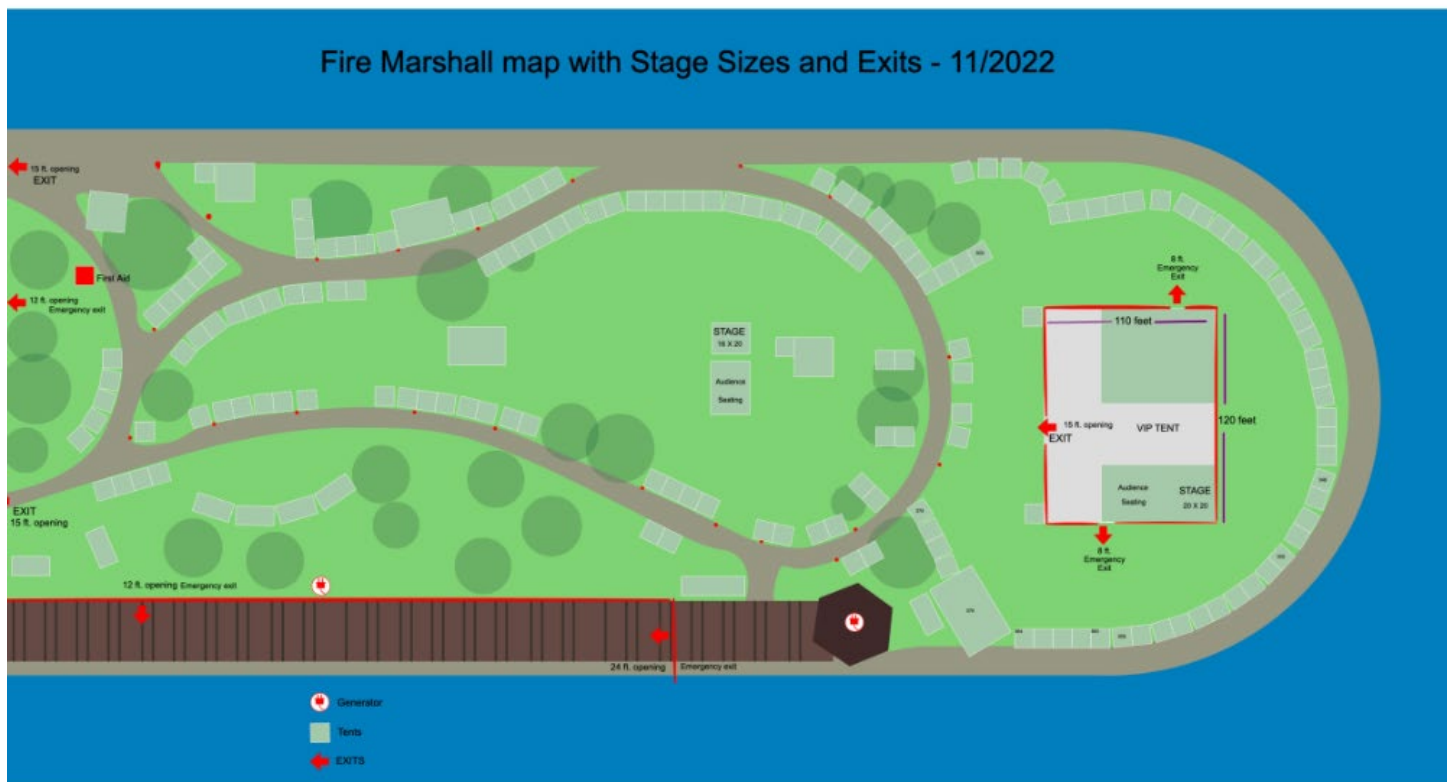 Fire Marshall map with Stage Sizes and Exits - 11/2022
15 ft. opening
EXIT
First Aid
12 ft. opening
Emergency exit
8 ft.
Emergency
Exit
110 feet
STAGE
16 X 20
Audience
Seating
15 ft. opening
EXIT
VIP TENT
120 feet
Audience
Seating
STAGE
20 X 20
EXIT
15 ft. opening
8 ft.
Emergency
Exit
12 ft. opening Emergency exit
24 ft. opening Emergency exit
Generator
Tents
EXITS